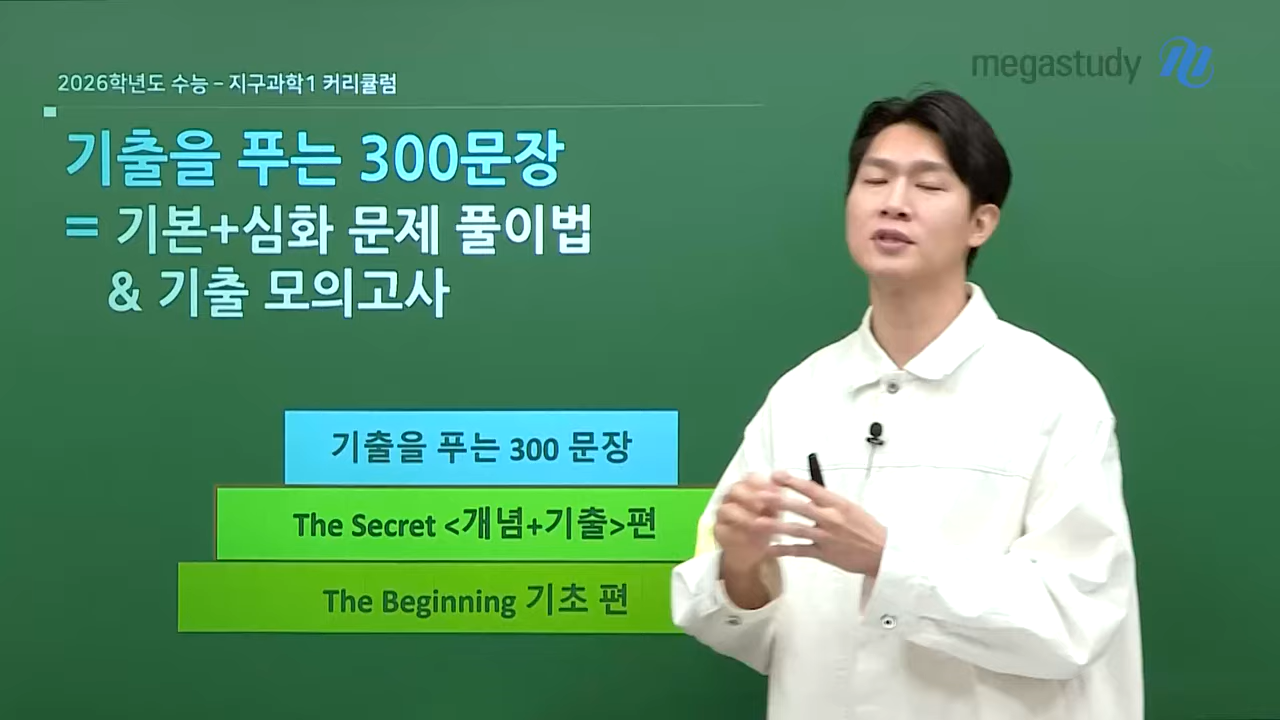 2026학년도 수능 – 지구과학1 커리큘럼
megastudy
기출을 푸는 300문장
= 기본+심화 문제 풀이법
& 기출 모의고사
기출을 푸는 300 문장
The Secret <개념+기출>편
The Beginning 기초 편